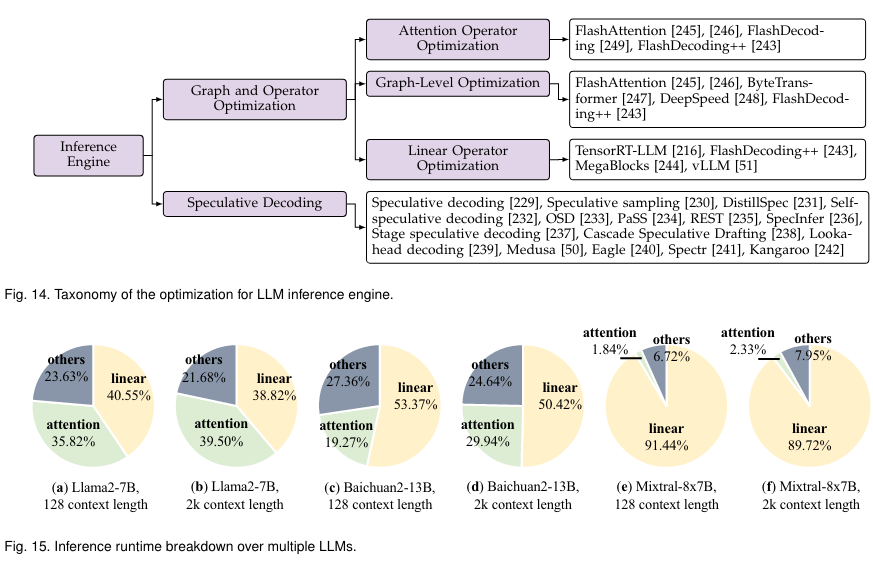 Inference
Engine
Graph and Operator
Optimization
Attention Operator
Optimization
FlashAttention [245], [246], FlashDecod-
ing [249], FlashDecoding++ [243]
Graph-Level Optimization
FlashAttention [245], [246], ByteTrans-
former [247], DeepSpeed [248], FlashDecod-
ing++ [243]
Linear Operator
Optimization
TensorRT-LLM [216], FlashDecoding++ [243],
MegaBlocks [244], vLLM [51]
Speculative Decoding
Speculative decoding [229], Speculative sampling [230], DistillSpec [231], Self-
speculative decoding [232], OSD [233], PaSS [234], REST [235], SpecInfer [236],
Stage speculative decoding [237], Cascade Speculative Drafting [238], Looka-
head decoding [239], Medusa [50], Eagle [240], Spectr [241], Kangaroo [242]
Fig. 14. Taxonomy of the optimization for LLM inference engine.
others
23.63%
linear
40.55%
attention
35.82%
(a) Llama2-7B,
128 context length
others
21.68%
linear
38.82%
attention
39.50%
(b) Llama2-7B,
2k context length
others
27.36%
linear
53.37%
attention
19.27%
(c) Baichuan2-13B,
128 context length
others
24.64%
linear
50.42%
attention
29.94%
(d) Baichuan2-13B,
2k context length
attention
1.84%
others
6.72%
linear
91.44%
(e) Mixtral-8x7B,
128 context length
attention
2.33%
others
7.95%
linear
89.72%
(f) Mixtral-8x7B,
2k context length
Fig. 15. Inference runtime breakdown over multiple LLMs.